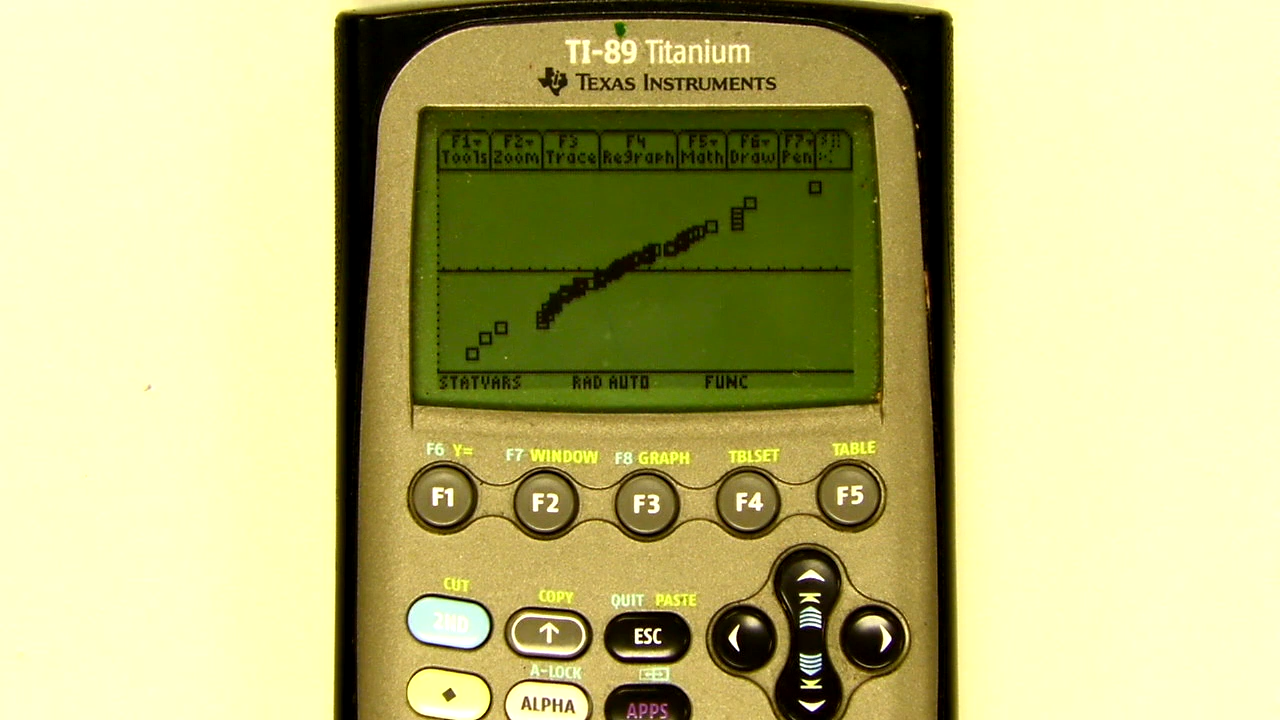 TI-89 Titanium
TEXAS INSTRUMENTS
F1 F2 F3 F4 F5 F6 F7
Tools Zoom Trace Regraph Math Draw Pen
STATVARS RAD AUTO FUNC
F6 Y= F7 WINDOW F8 GRAPH TBLSET TABLE
F1 F2 F3 F4 F5
CUT COPY QUIT PASTE
2ND ESC
A-LOCK
ALPHA APPS